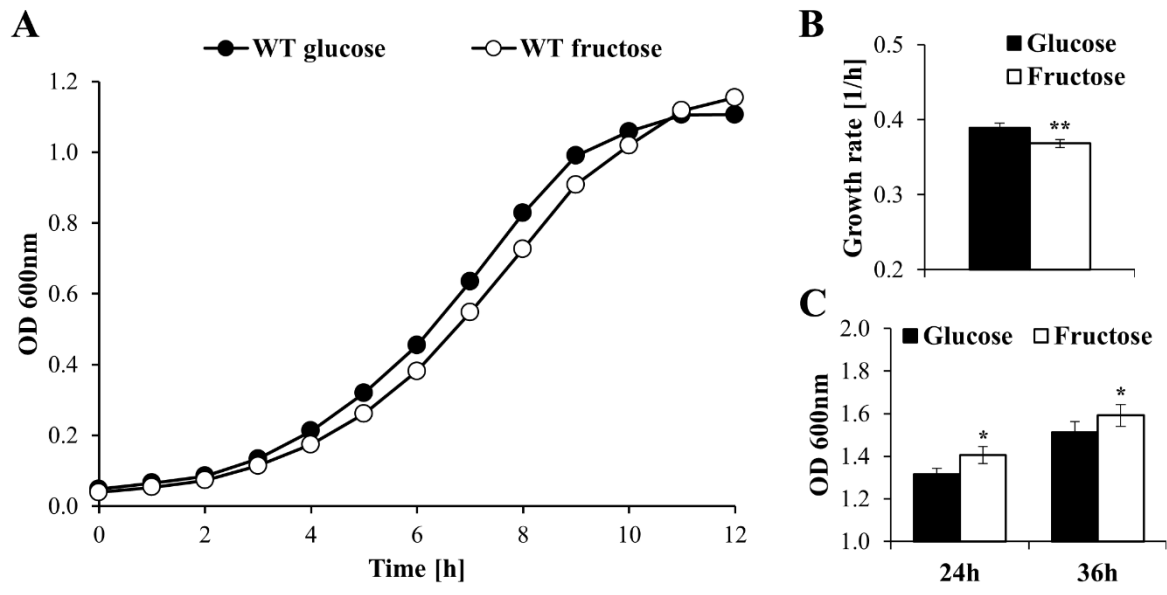 A
WT glucose WT fructose
OD 600nm
1.2
1.0
0.8
0.6
0.4
0.2
0.0
0 2 4 6 8 10 12
Time [h]
B
Growth rate [1/h]
0.5
0.4
0.3
0.2
Glucose
Fructose
**
C
OD 600nm
2.0
1.8
1.6
1.4
1.2
1.0
Glucose Fructose
*
*
24h 36h